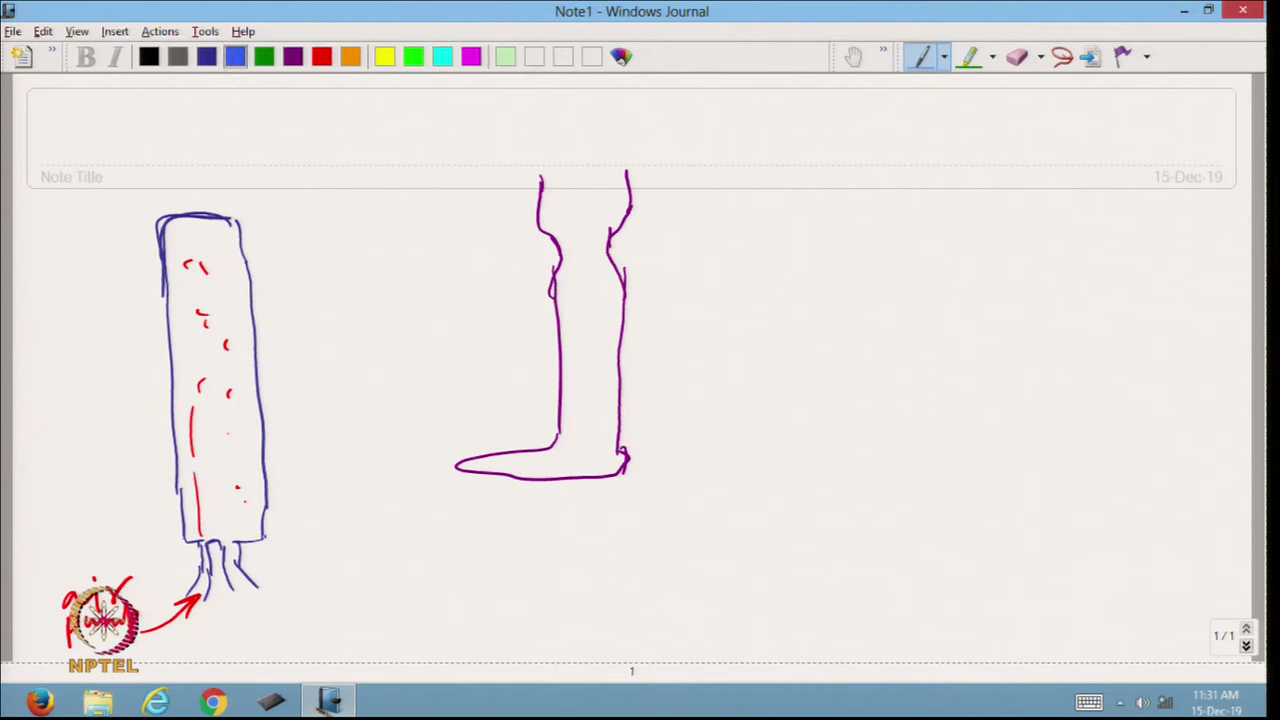 Note1 - Windows Journal
File Edit View Insert Actions Tools Help
B I
Note Title
15-Dec-19
air
NPTEL
1 / 1
1
11:31 AM
15-Dec-19